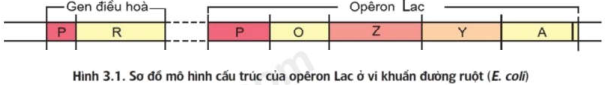 Gen điều hoà Opêron Lac
P R P O Z Y A
Hình 3.1. Sơ đồ mô hình cấu trúc của opêron Lac ở vi khuẩn đường ruột (E. coli)